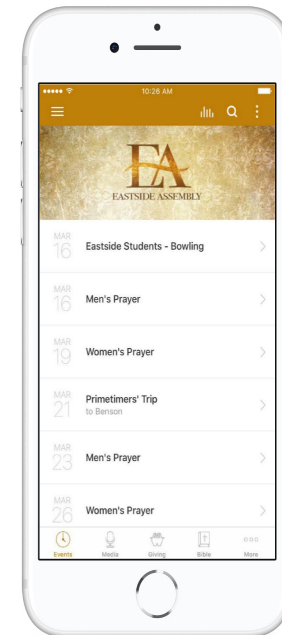 10:26 AM
EA
EASTSIDE ASSEMBLY
MAR
16
Eastside Students - Bowling
MAR
16
Men's Prayer
MAR
19
Women's Prayer
MAR
21
Primetimers' Trip
to Benson
MAR
23
Men's Prayer
MAR
26
Women's Prayer
Events
Media
Giving
Bible
More